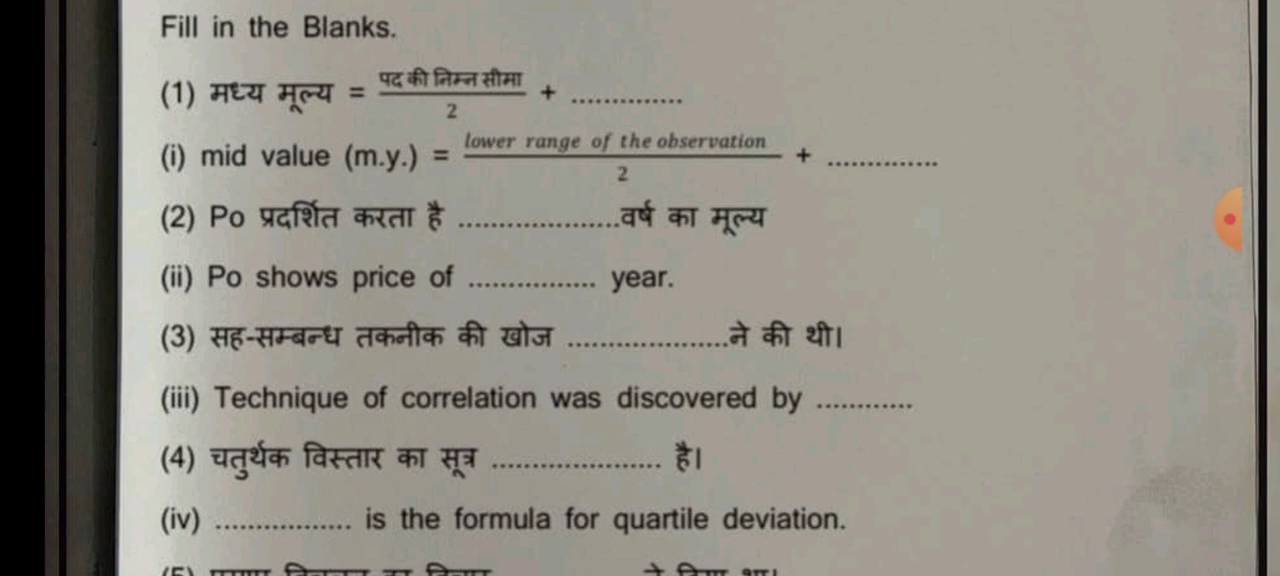 Fill in the Blanks.
(1) मध्य मूल्य = पद की निम्न सीमा / 2 + ..............
(i) mid value (m.y.) = lower range of the observation / 2 + ..............
(2) Po प्रदर्शित करता है ....................वर्ष का मूल्य
(ii) Po shows price of ................ year.
(3) सह-सम्बन्ध तकनीक की खोज ....................ने की थी।
(iii) Technique of correlation was discovered by ............
(4) चतुर्थक विस्तार का सूत्र ..................... है।
(iv) ................. is the formula for quartile deviation.